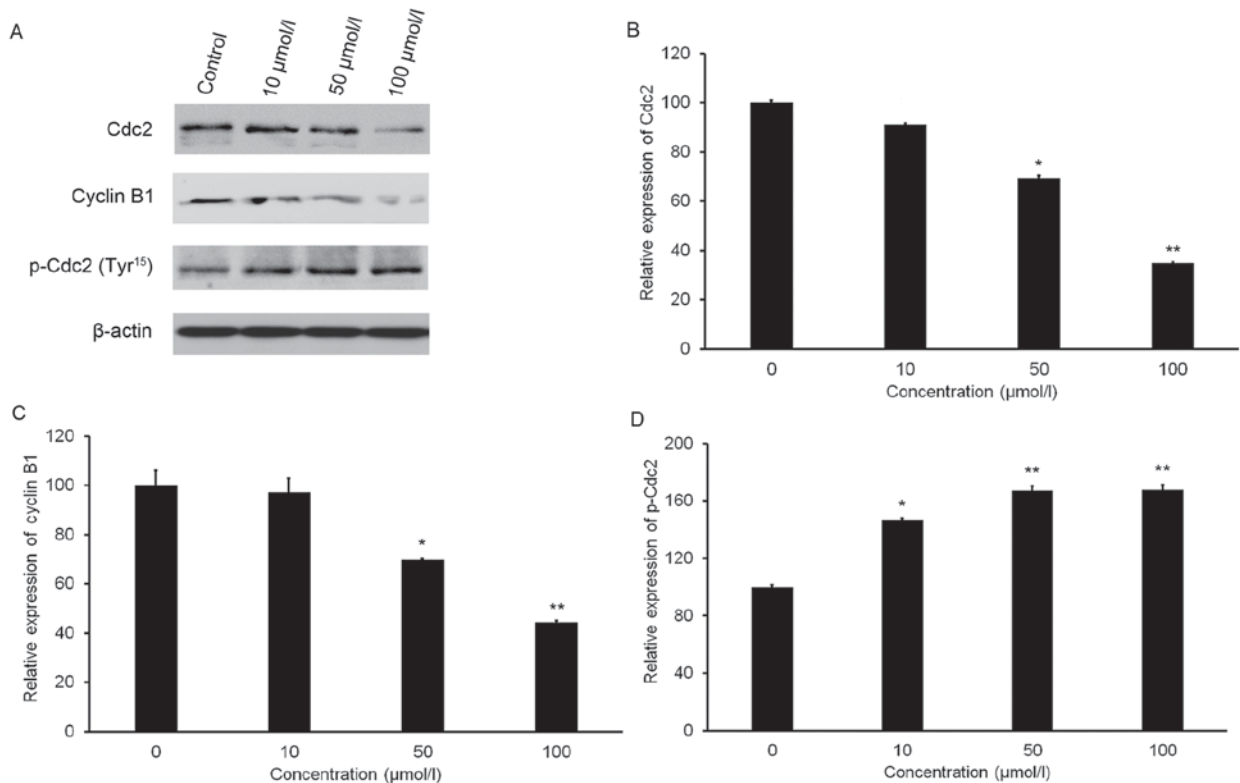 A
Control
10 µmol/l
50 µmol/l
100 µmol/l
Cdc2
Cyclin B1
p-Cdc2 (Tyr¹⁵)
β-actin
B
Relative expression of Cdc2
120
100
80
60
40
20
0
*
**
0 10 50 100
Concentration (µmol/l)
C
Relative expression of cyclin B1
120
100
80
60
40
20
0
*
**
0 10 50 100
Concentration (µmol/l)
D
Relative expression of p-Cdc2
200
160
120
80
40
0
*
**
**
0 10 50 100
Concentration (µmol/l)